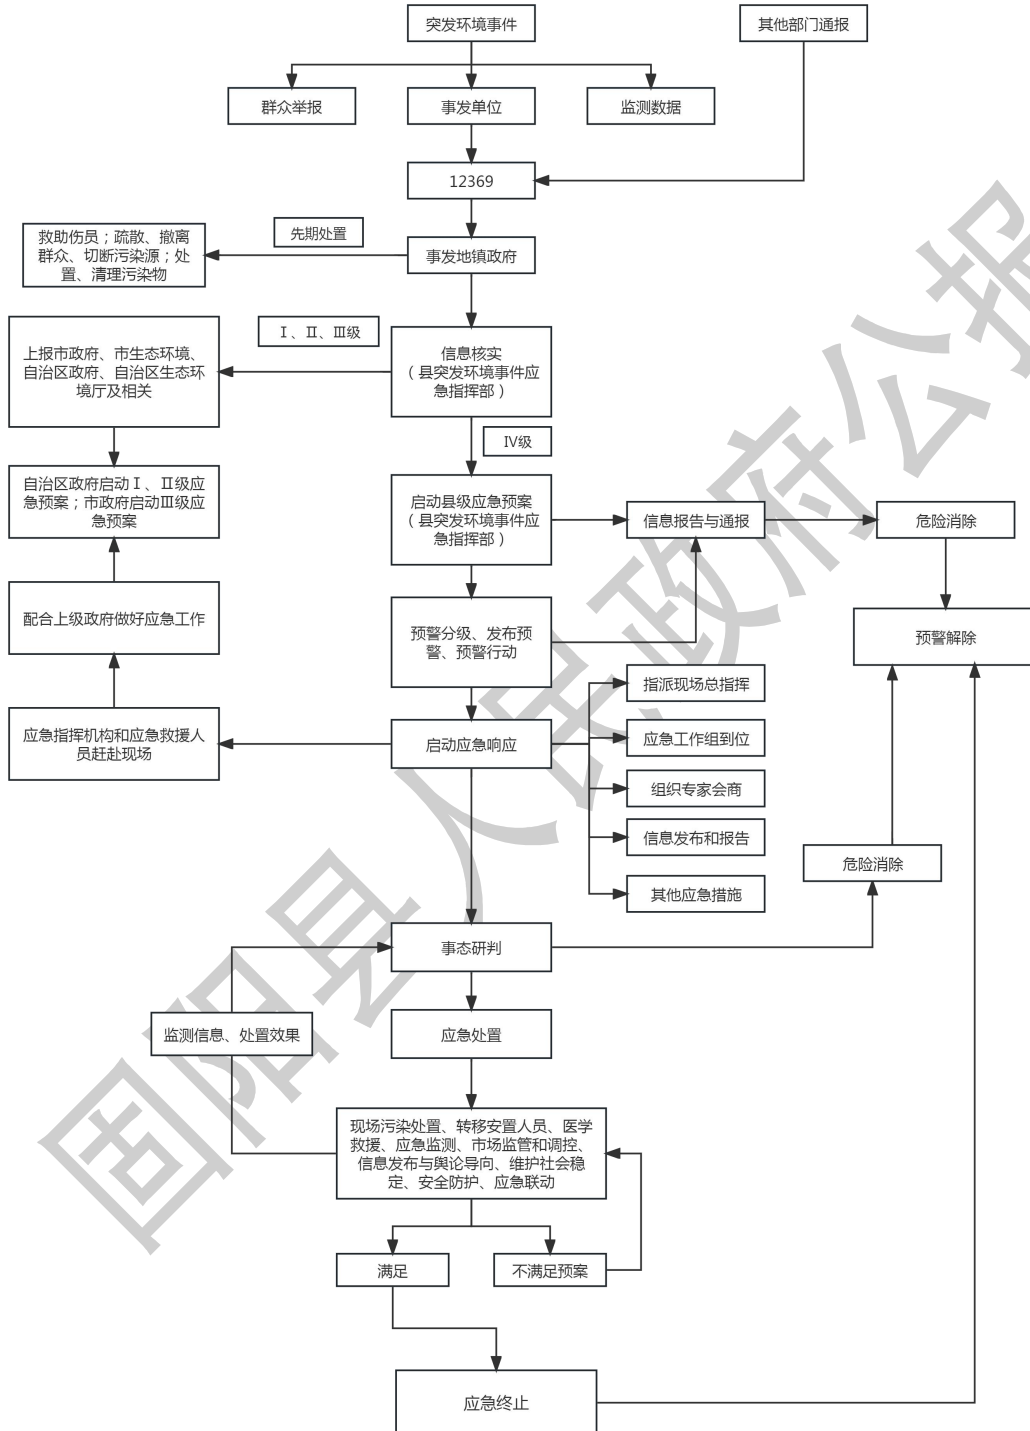 突发环境事件
其他部门通报
群众举报
事发单位
监测数据
12369
先期处置
救助伤员；疏散、撤离
群众、切断污染源；处
置、清理污染物
事发地镇政府
Ⅰ、Ⅱ、Ⅲ级
上报市政府、市生态环境、
自治区政府、自治区生态环
境厅及相关
信息核实
（县突发环境事件应
急指挥部）
IV级
自治区政府启动Ⅰ、Ⅱ级应
急预案；市政府启动Ⅲ级应
急预案
启动县级应急预案
（县突发环境事件应
急指挥部）
信息报告与通报
危险消除
配合上级政府做好应急工作
预警分级、发布预
警、预警行动
预警解除
指派现场总指挥
应急指挥机构和应急救援人
员赶赴现场
启动应急响应
应急工作组到位
组织专家会商
信息发布和报告
危险消除
其他应急措施
事态研判
监测信息、处置效果
应急处置
现场污染处置、转移安置人员、医学
救援、应急监测、市场监管和调控、
信息发布与舆论导向、维护社会稳
定、安全防护、应急联动
满足
不满足预案
应急终止
固阳县人民政府公报